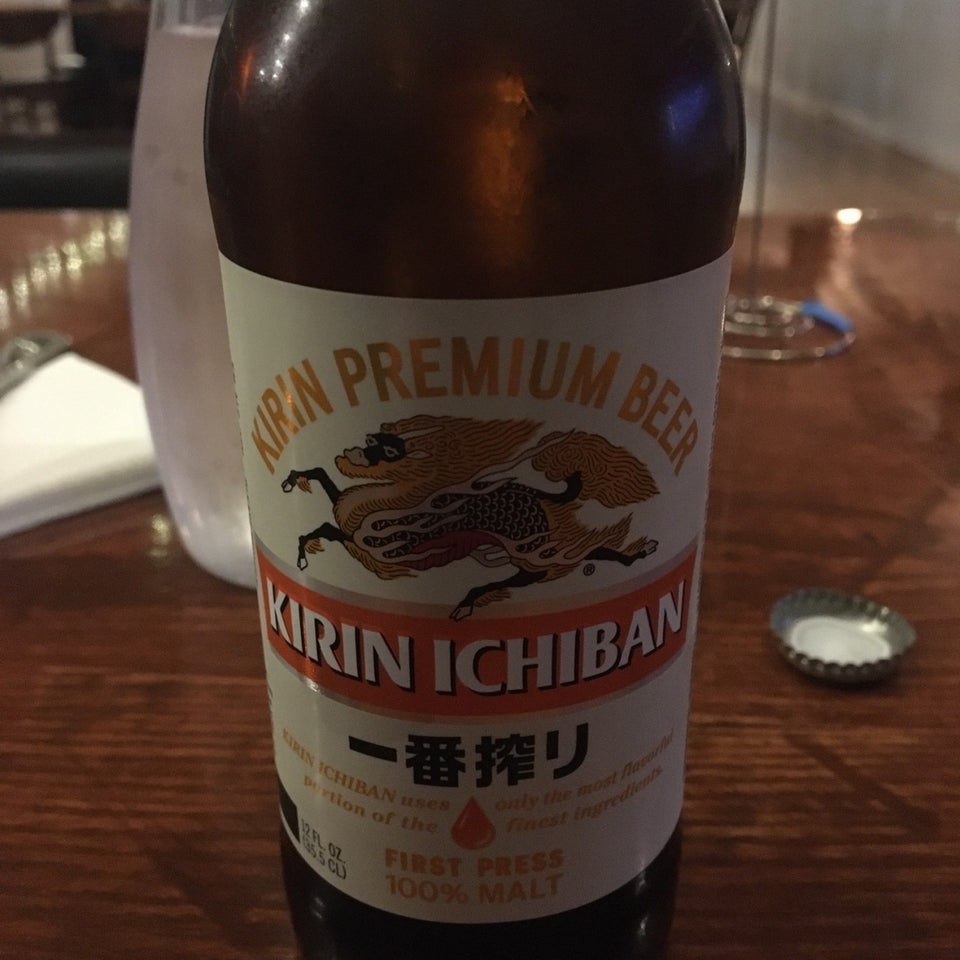 KIRIN PREMIUM BEER
®
KIRIN ICHIBAN
一番搾り
KIRIN ICHIBAN uses only the most flavorful
portion of the finest ingredients.
12 FL. OZ.
(35.5 CL)
FIRST PRESS
100% MALT